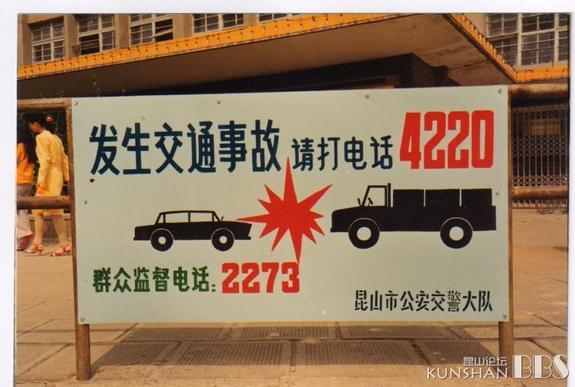 发生交通事故 请打电话 4220
群众监督电话：2273
昆山市公安交警大队
昆山论坛
KUNSHAN BBS